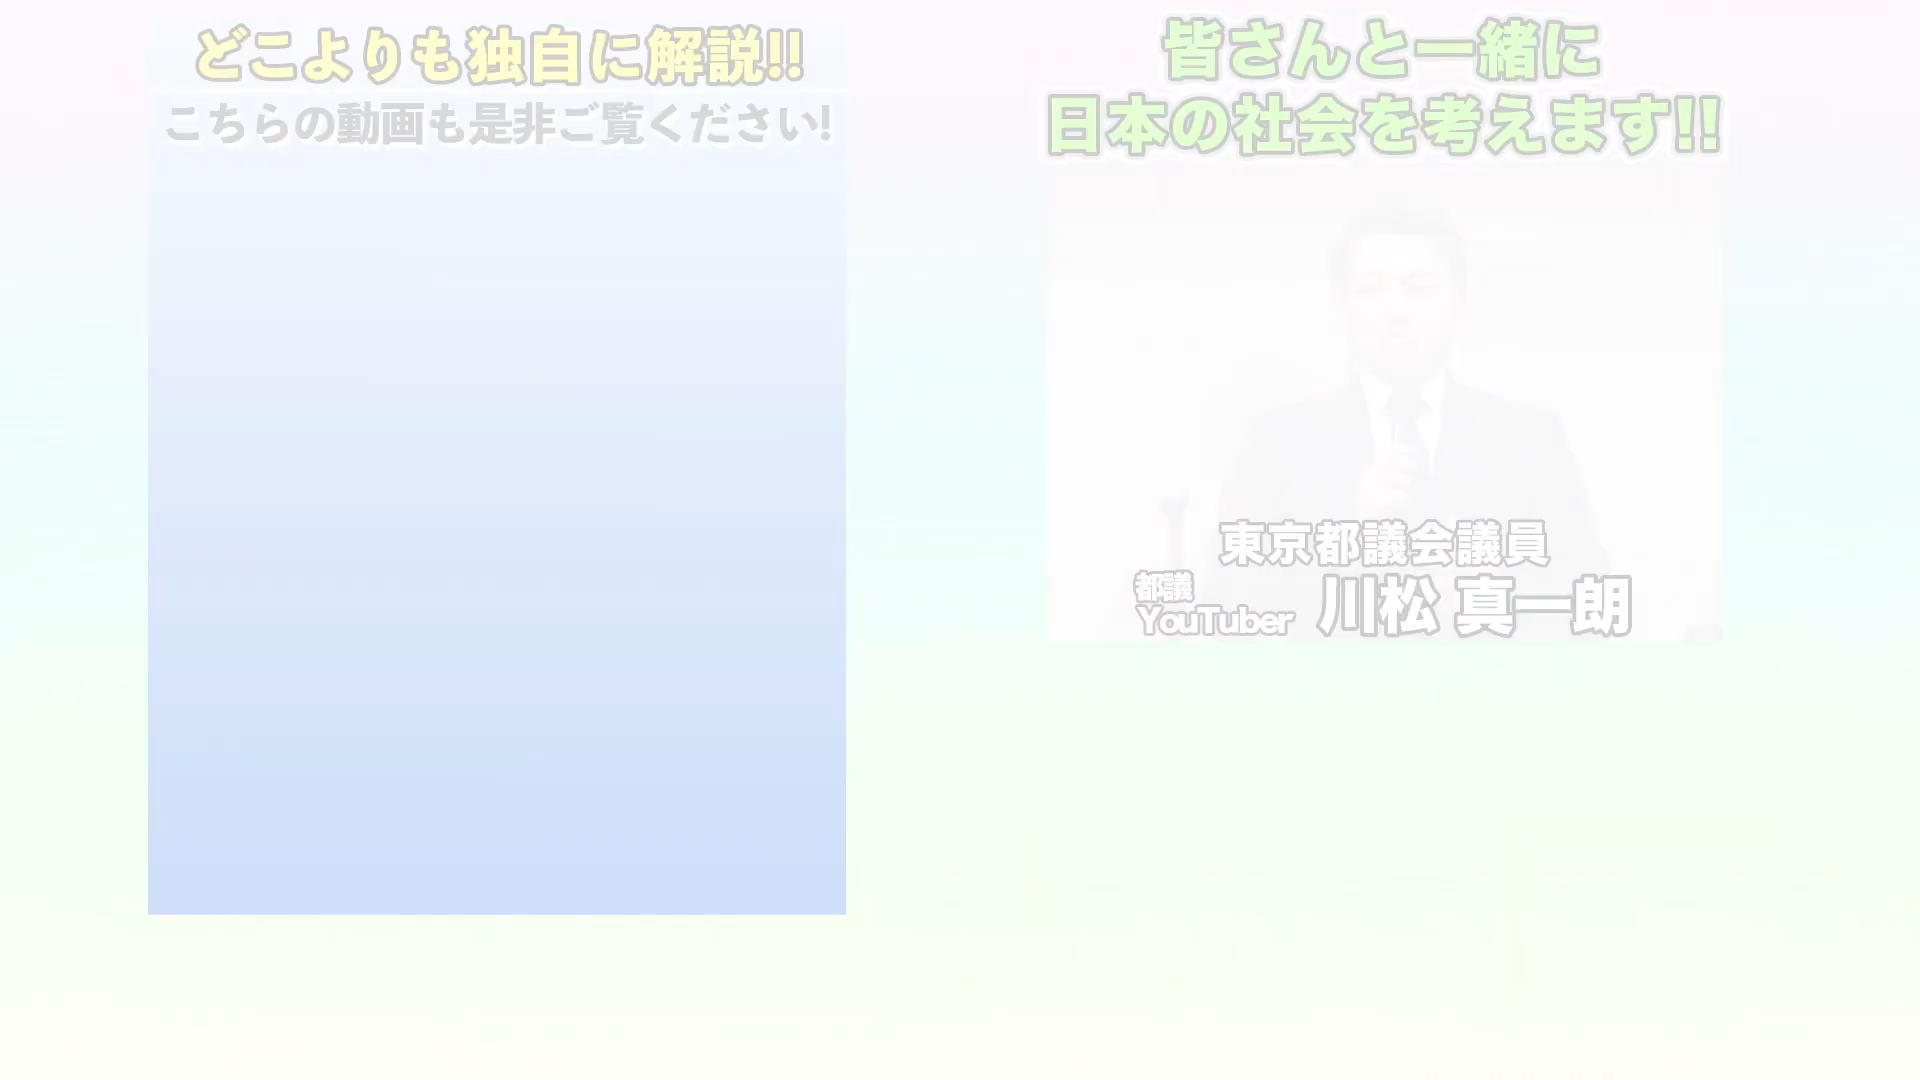 どこよりも独自に解説!!
こちらの動画も是非ご覧ください!
皆さんと一緒に
日本の社会を考えます!!
東京都議会議員
都議
YouTuber 川松 真一朗